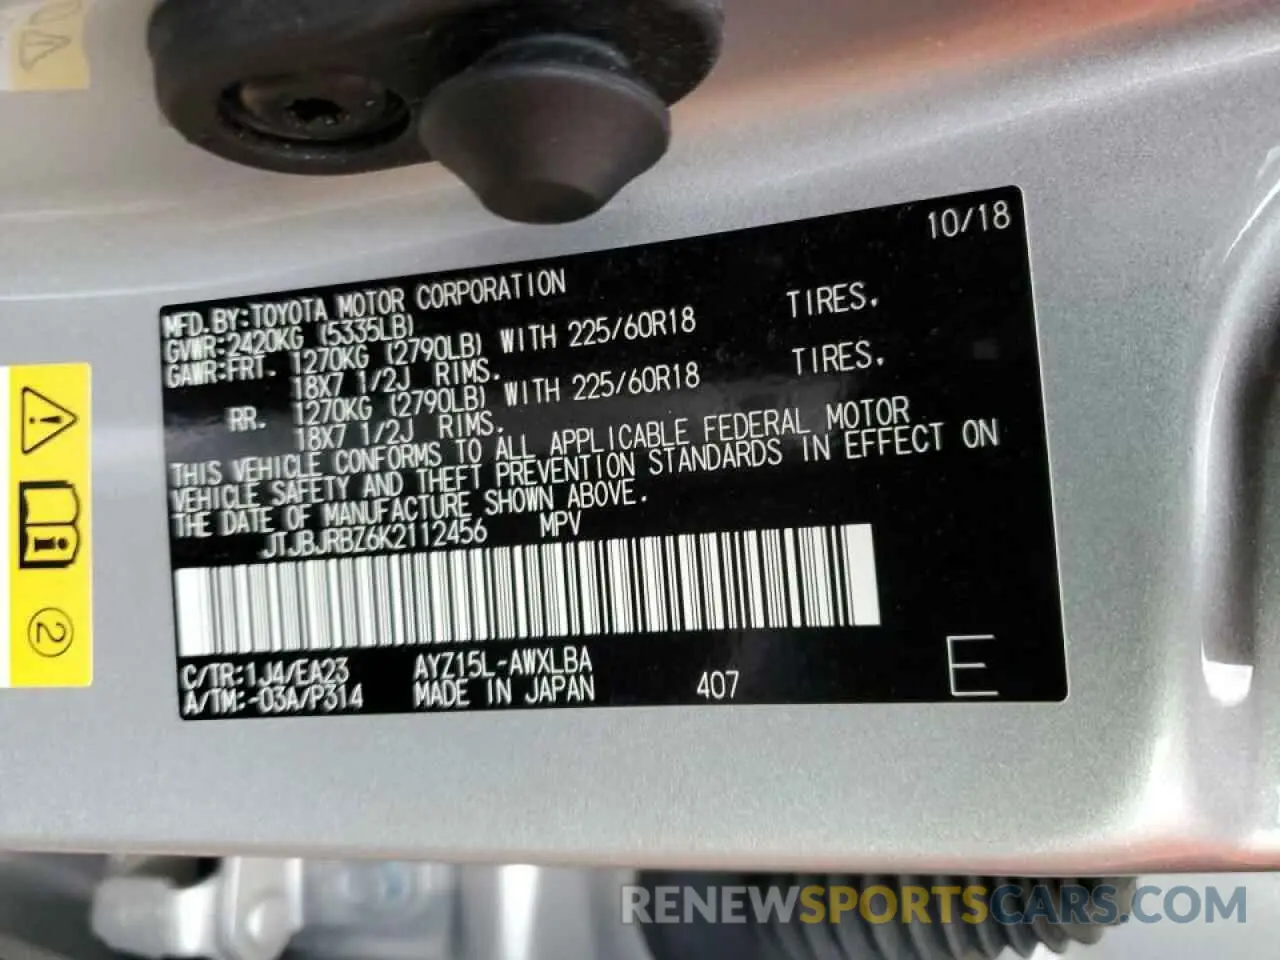 10/18
MFD.BY:TOYOTA MOTOR CORPORATION
GVWR:2420KG (5335LB)
GAWR:FRT. 1270KG (2790LB) WITH 225/60R18 TIRES.
18X7 1/2J RIMS.
RR. 1270KG (2790LB) WITH 225/60R18 TIRES.
18X7 1/2J RIMS.
THIS VEHICLE CONFORMS TO ALL APPLICABLE FEDERAL MOTOR
VEHICLE SAFETY AND THEFT PREVENTION STANDARDS IN EFFECT ON
THE DATE OF MANUFACTURE SHOWN ABOVE.
JTJBJRBZ6K2112456 MPV
C/TR:1J4/EA23 AYZ15L-AWXLBA
A/TM:-03A/P314 MADE IN JAPAN 407 E
2
RENEWSPORTSCARS.COM